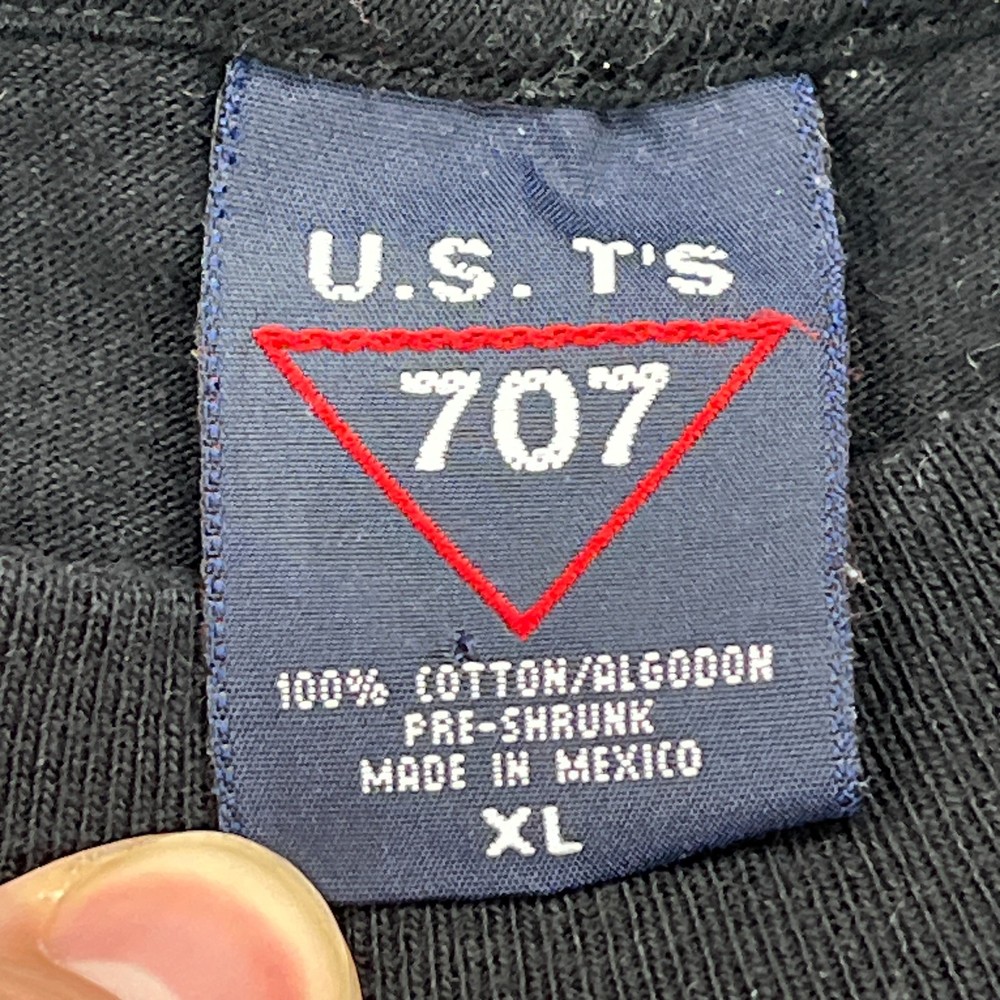 U.S. T'S
707
100% COTTON/ALGODON
PRE-SHRUNK
MADE IN MEXICO
XL